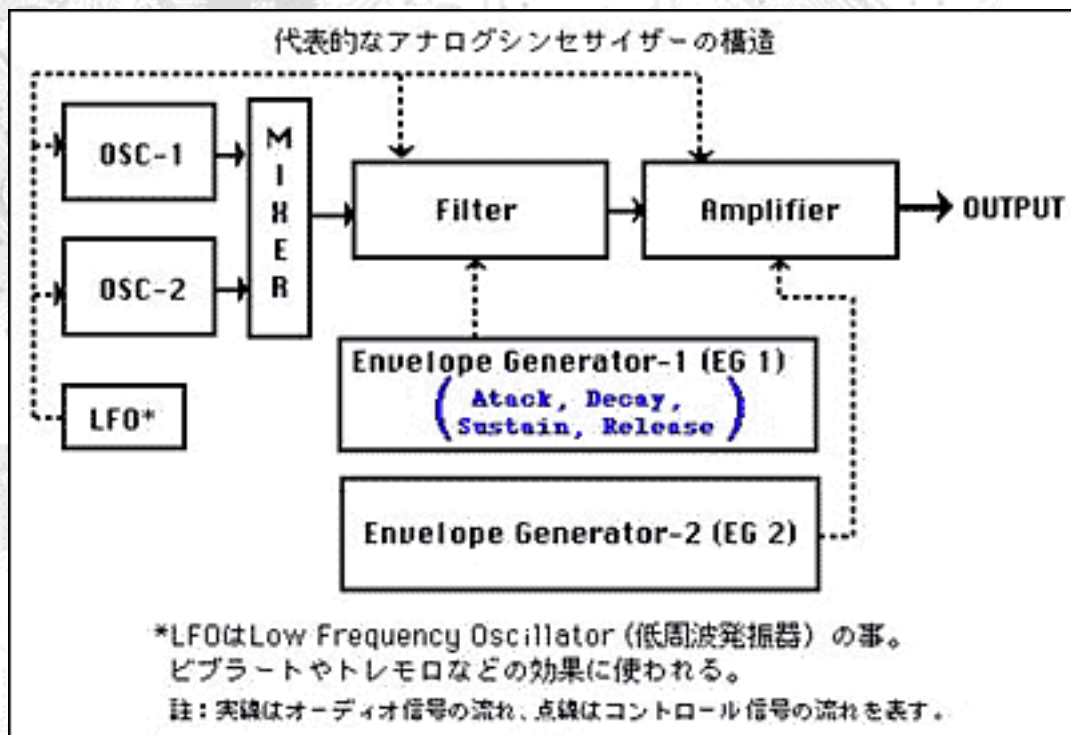 代表的なアナログシンセサイザーの構造
OSC-1
MIXER
Filter
Amplifier
OUTPUT
OSC-2
Envelope Generator-1 (EG 1)
(Atack, Decay,
Sustain, Release)
LFO*
Envelope Generator-2 (EG 2)
*LFOはLow Frequency Oscillator (低周波発振器) の事。
ビブラートやトレモロなどの効果に使われる。
註：実線はオーディオ信号の流れ、点線はコントロール信号の流れを表す。